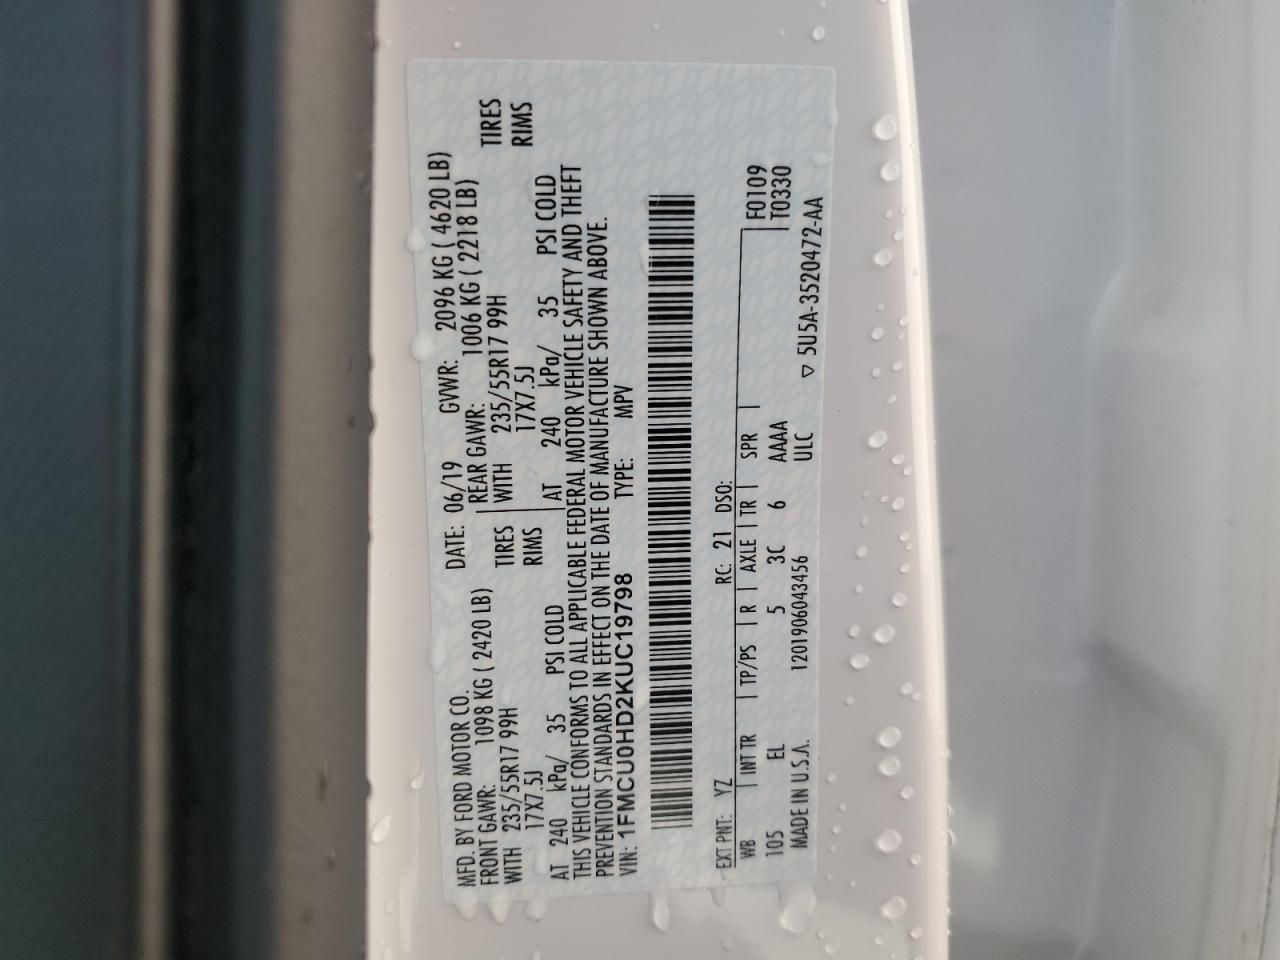 MFD. BY FORD MOTOR CO.
DATE: 06/19 GVWR: 2096 KG ( 4620 LB)
FRONT GAWR: 1098 KG ( 2420 LB) REAR GAWR: 1006 KG ( 2218 LB)
WITH 235/55R17 99H TIRES WITH 235/55R17 99H TIRES
17X7.5J RIMS 17X7.5J RIMS
AT 240 kPa/ 35 PSI COLD AT 240 kPa/ 35 PSI COLD
THIS VEHICLE CONFORMS TO ALL APPLICABLE FEDERAL MOTOR VEHICLE SAFETY AND THEFT
PREVENTION STANDARDS IN EFFECT ON THE DATE OF MANUFACTURE SHOWN ABOVE.
VIN: 1FMCU0HD2KUC19798 TYPE: MPV
EXT PNT: YZ RC: 21 DSO:
WB | INT TR | TP/PS | R | AXLE | TR | SPR | F0109
105 EL 5 3C 6 AAAA T0330
MADE IN U.S.A. 1201906043456 ULC
▽ 5U5A-3520472-AA